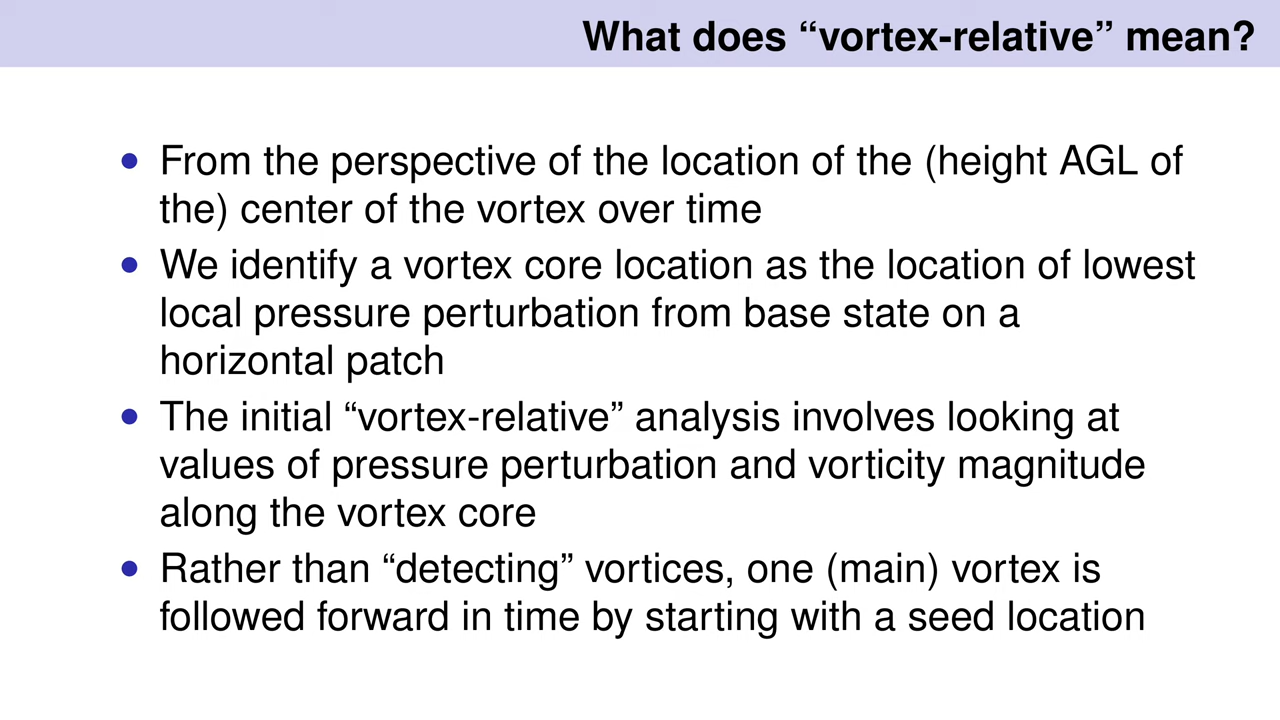 What does “vortex-relative” mean?
• From the perspective of the location of the (height AGL of
the) center of the vortex over time
• We identify a vortex core location as the location of lowest
local pressure perturbation from base state on a
horizontal patch
• The initial “vortex-relative” analysis involves looking at
values of pressure perturbation and vorticity magnitude
along the vortex core
• Rather than “detecting” vortices, one (main) vortex is
followed forward in time by starting with a seed location